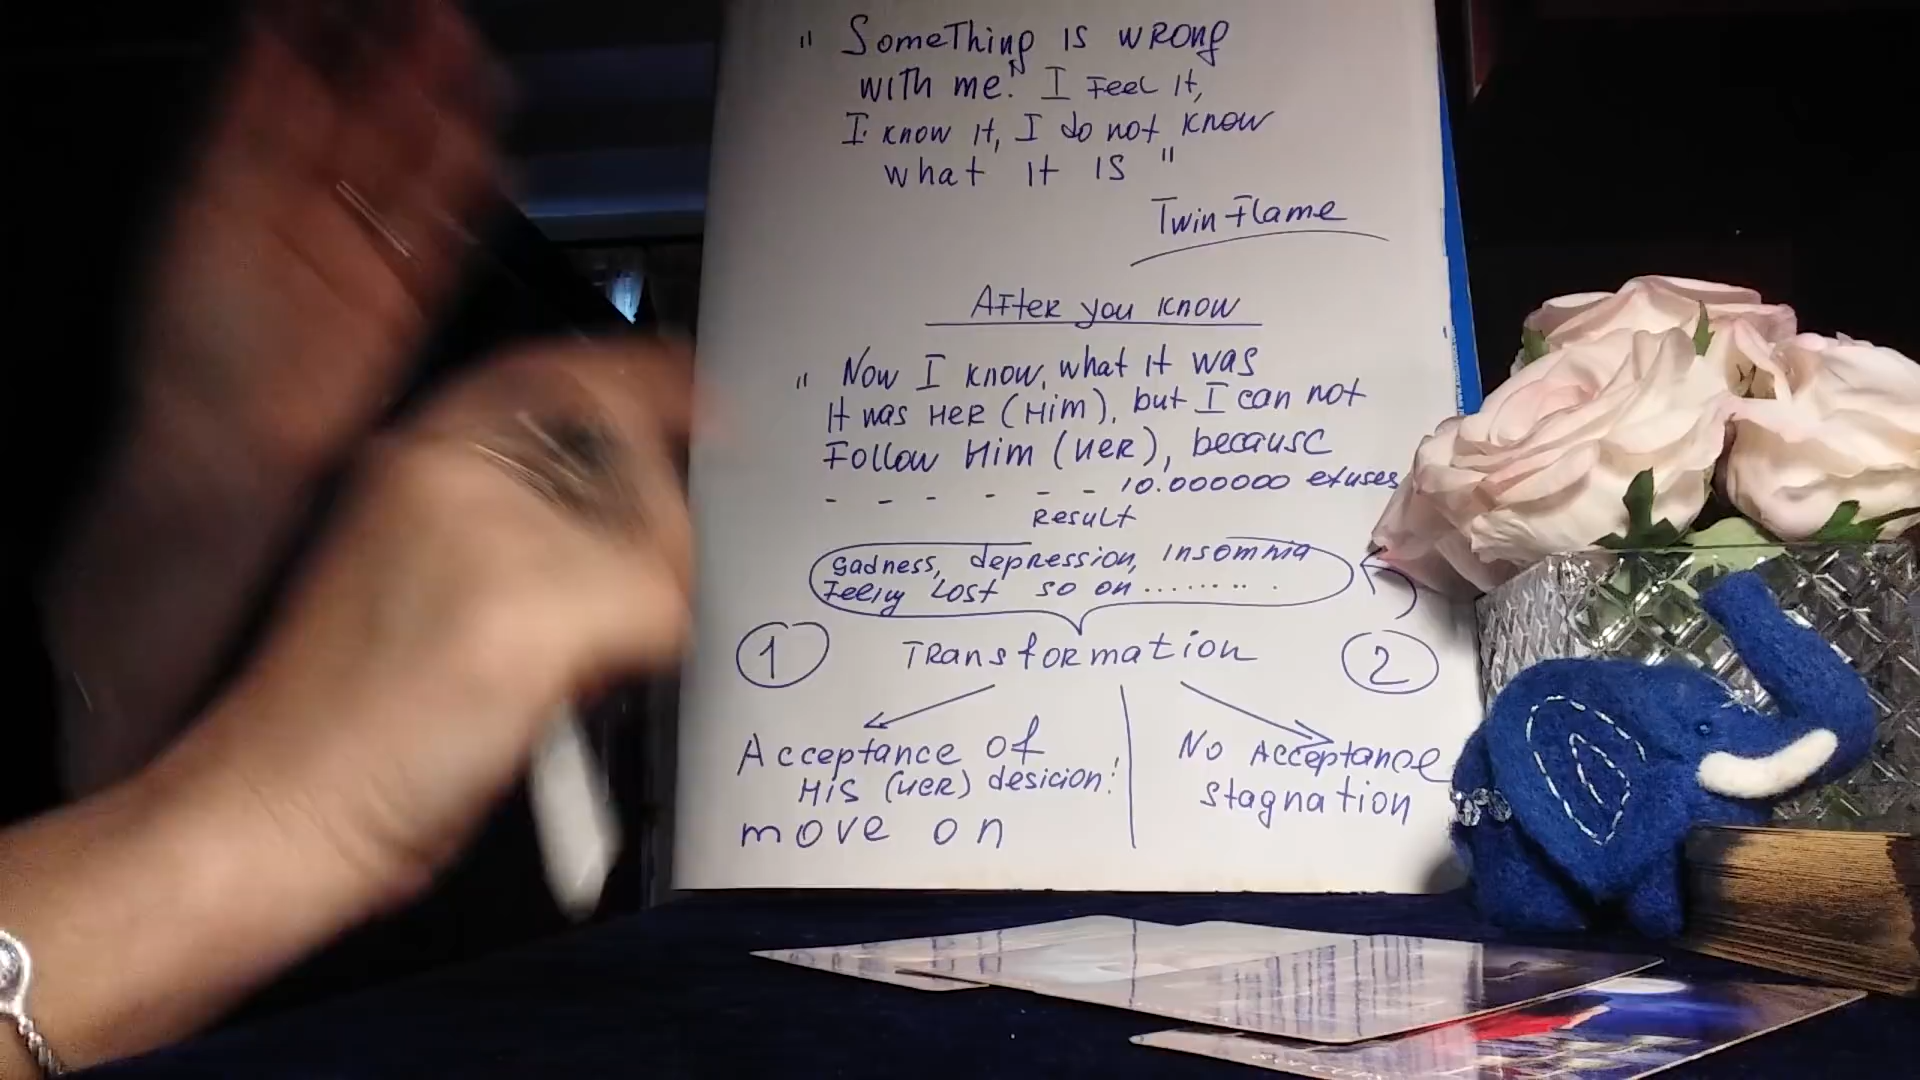 " Something is wrong
with me." I feel it,
I know it, I do not know
what it is "
Twin Flame
After you know
" Now I know, what it was
It was Her (Him), but I can not
Follow Him (Her), because
- - - - - - 10.000000 exuses
Result
Sadness, depression, insomnia
Feeling Lost so on .........
1 Transformation 2
Acceptance of
His (Her) desicion!
move on
No Acceptance
stagnation